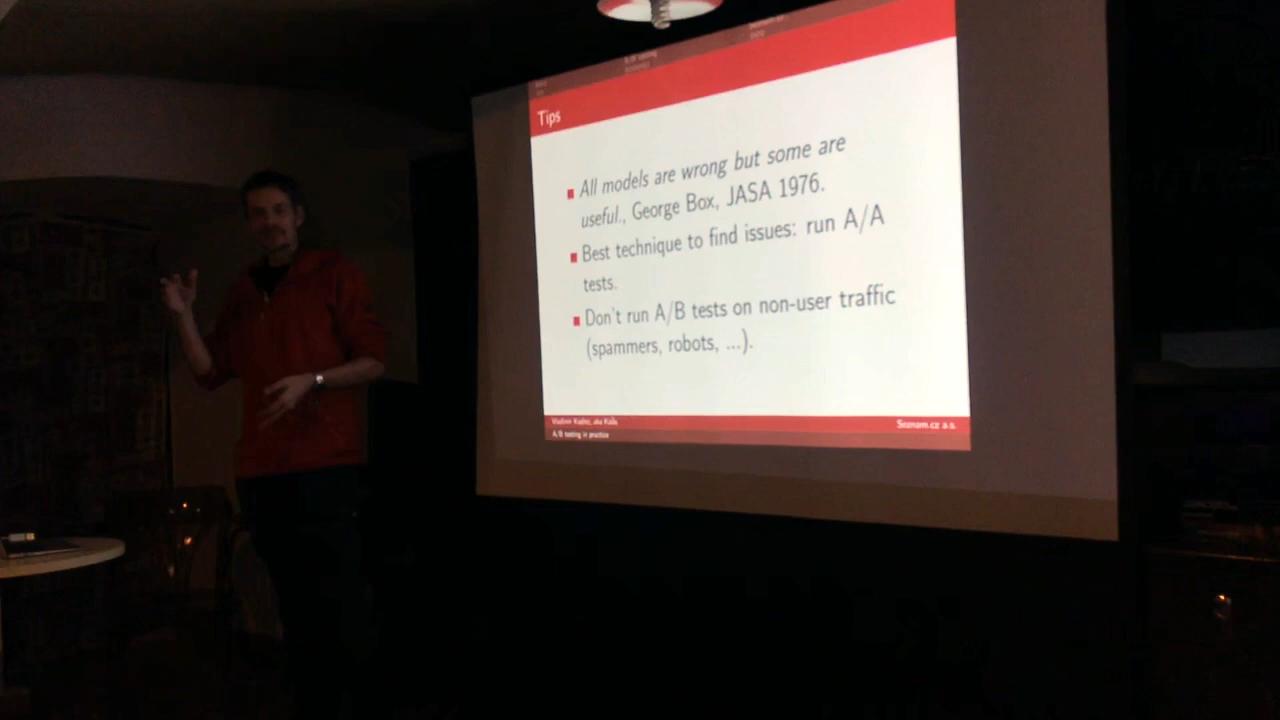 Tips
All models are wrong but some are
useful., George Box, JASA 1976.
Best technique to find issues: run A/A
tests.
Don't run A/B tests on non-user traffic
(spammers, robots, ...).
Seznam.cz a.s.
A/B testing in practice